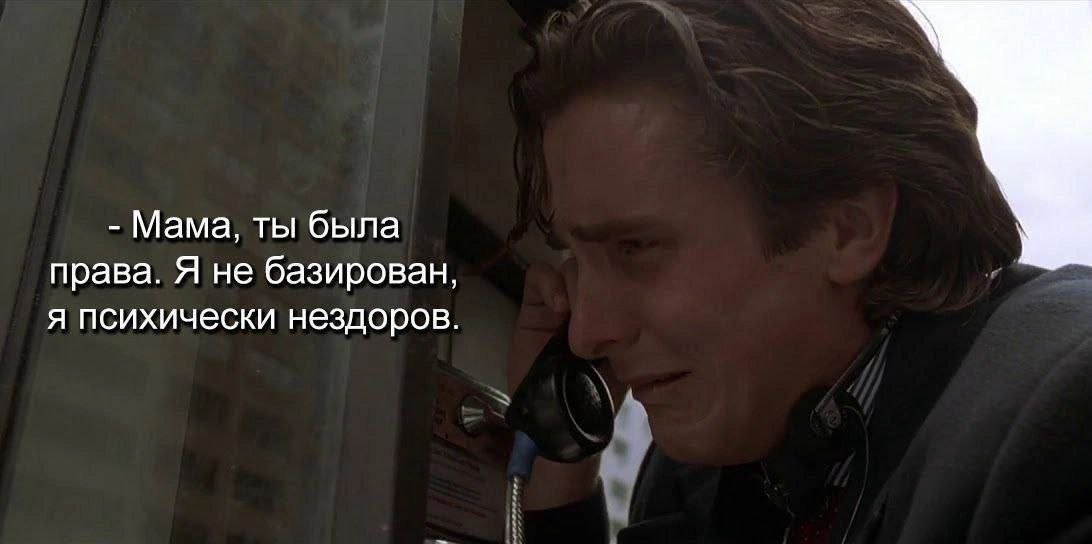 - Мама, ты была
права. Я не базирован,
я психически нездоров.